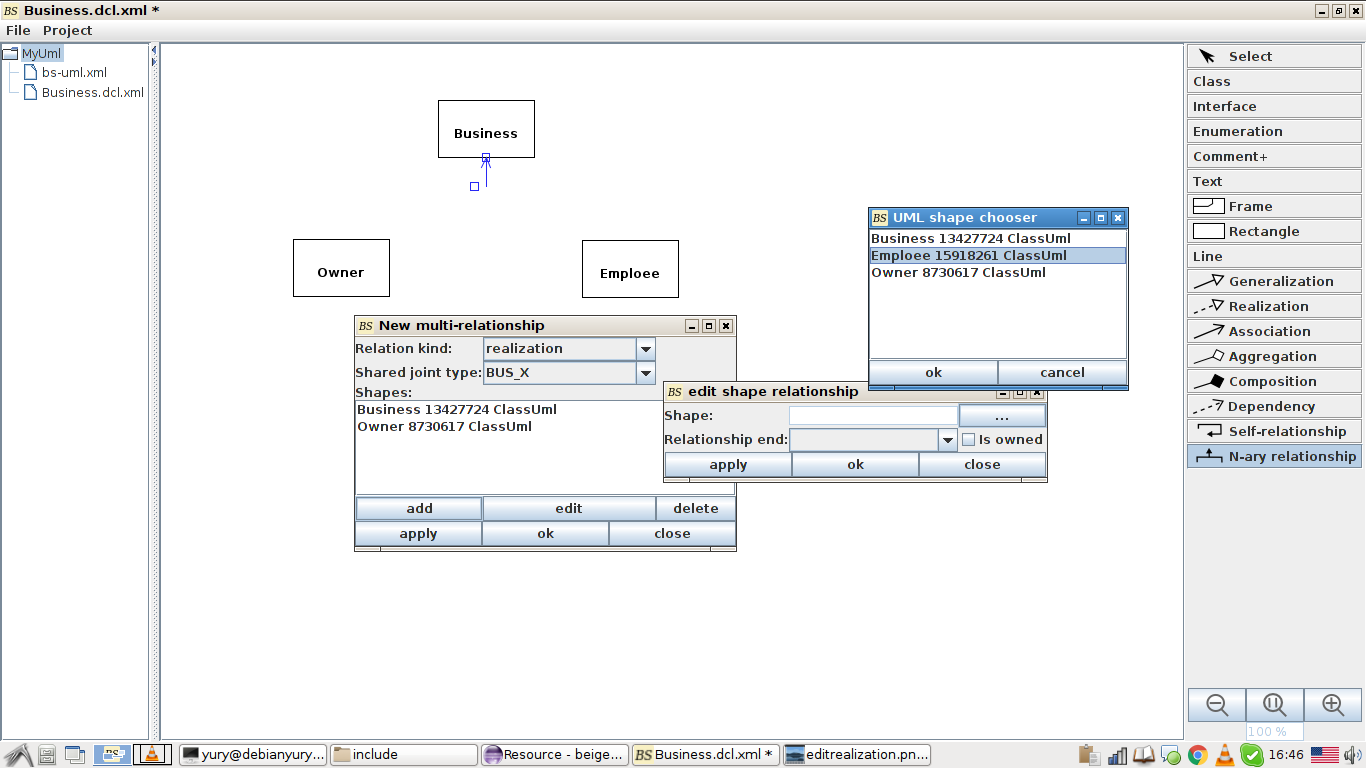 BS Business.dcl.xml *
File Project
MyUml
bs-uml.xml
Business.dcl.xml
Business
Owner
Emploee
BS New multi-relationship
Relation kind: realization
Shared joint type: BUS_X
Shapes:
Business 13427724 ClassUml
Owner 8730617 ClassUml
add edit delete
apply ok close
BS edit shape relationship
Shape: ...
Relationship end: Is owned
apply ok close
BS UML shape chooser
Business 13427724 ClassUml
Emploee 15918261 ClassUml
Owner 8730617 ClassUml
ok cancel
Select
Class
Interface
Enumeration
Comment+
Text
Frame
Rectangle
Line
Generalization
Realization
Association
Aggregation
Composition
Dependency
Self-relationship
N-ary relationship
100 %
BS yury@debianyury... include Resource - beige... BS Business.dcl.xml * editrealization.pn... 16:46